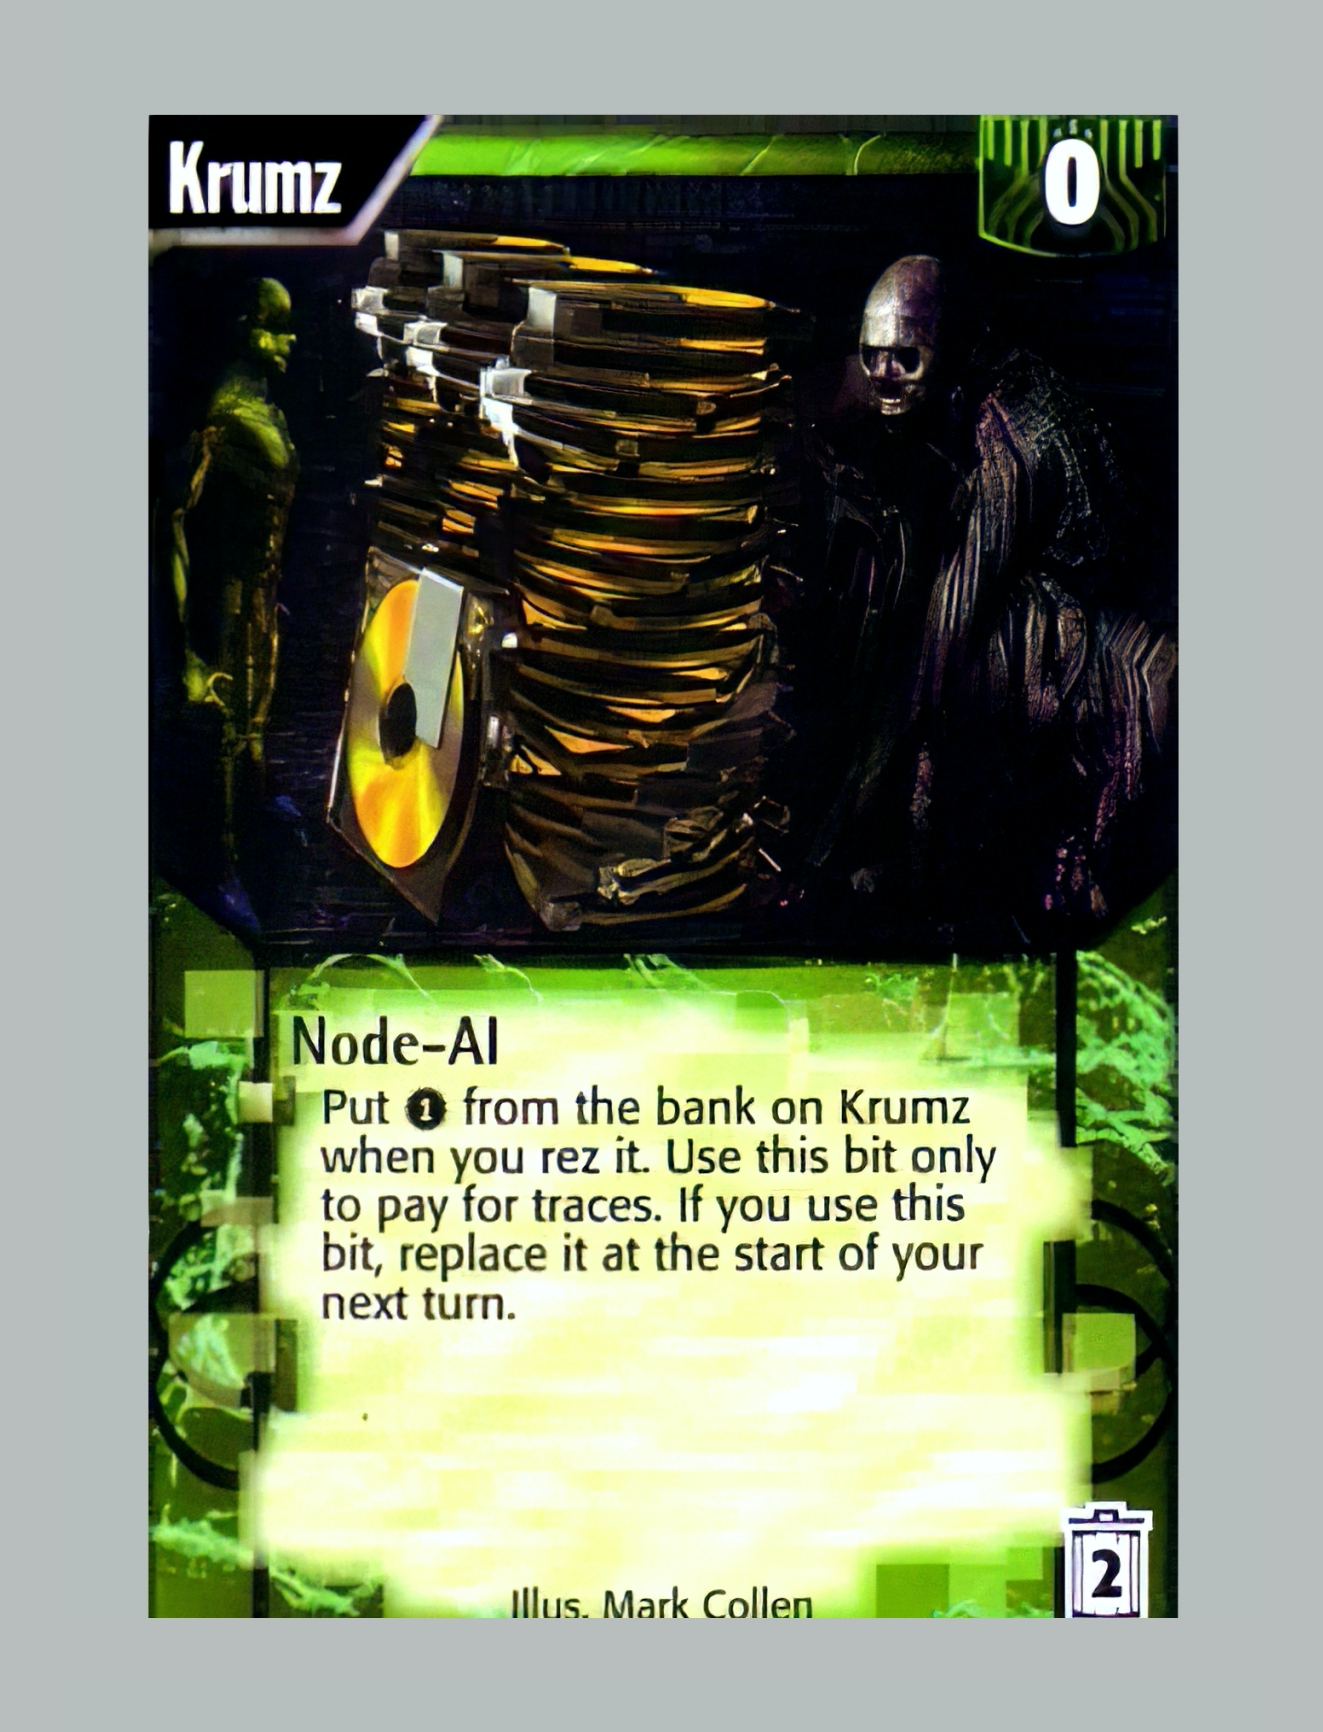 Krumz
0
Node-AI
Put 1 from the bank on Krumz
when you rez it. Use this bit only
to pay for traces. If you use this
bit, replace it at the start of your
next turn.
2
Illus. Mark Collen